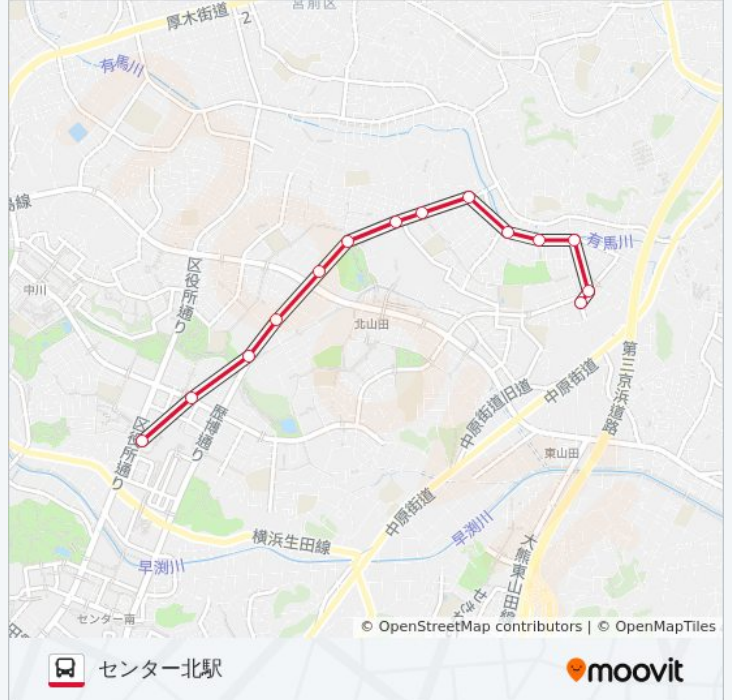 宮前区
厚木街道
2
有馬川
島線
有馬川
区役所通り
中川
北山田
第三京浜道路
中原街道
中原街道旧道
歴博通り
区役所通り
東山田
中原街道
早渕川
横浜生田線
大熊東山田線
早渕川
センター南
© OpenStreetMap contributors | © OpenMapTiles
センター北駅
moovit